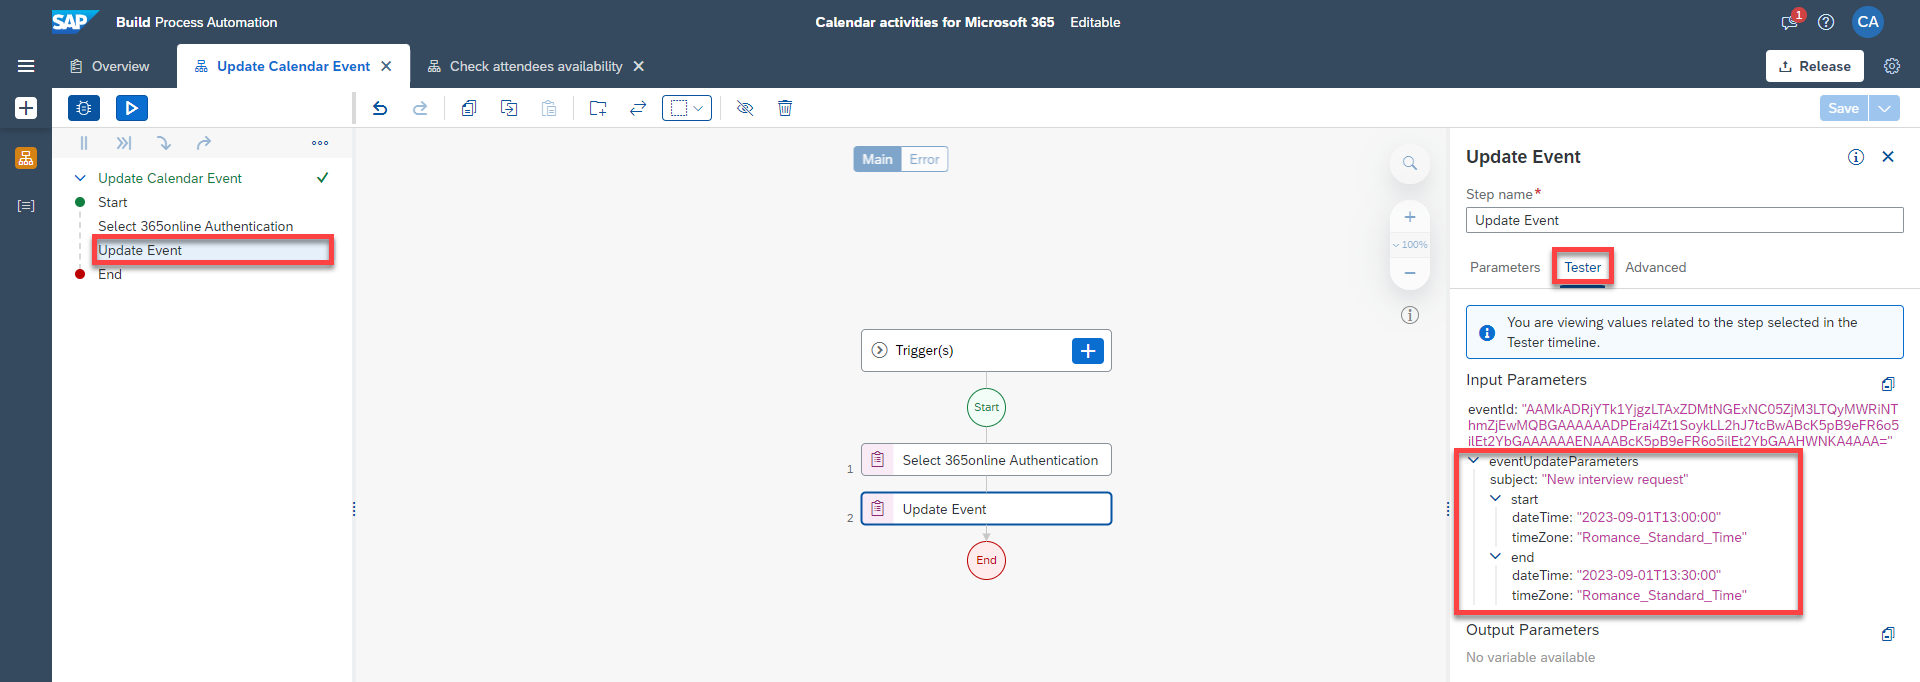 SAP Build Process Automation
Calendar activities for Microsoft 365 Editable
1
CA
Overview
Update Calendar Event
Check attendees availability
Release
Save
Update Calendar Event
Start
Select 365online Authentication
Update Event
End
Main Error
100%
Trigger(s)
Start
1 Select 365online Authentication
2 Update Event
End
Update Event
Step name*
Update Event
Parameters Tester Advanced
You are viewing values related to the step selected in the
Tester timeline.
Input Parameters
eventId: "AAMkADRjYTk1YjgzLTAxZDMtNGExNC05ZjM3LTQyMWRiNT
hmZjEwMQBGAAAAAADPErai4Zt1SoykLL2hJ7tcBwABcK5pB9eFR6o5
ilEt2YbGAAAAAAENAAABcK5pB9eFR6o5ilEt2YbGAAHWNKA4AAA="
eventUpdateParameters
subject: "New interview request"
start
dateTime: "2023-09-01T13:00:00"
timeZone: "Romance_Standard_Time"
end
dateTime: "2023-09-01T13:30:00"
timeZone: "Romance_Standard_Time"
Output Parameters
No variable available